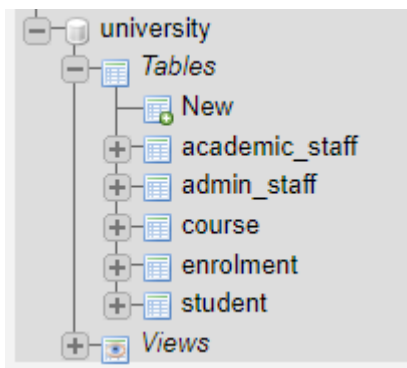 university
Tables
New
academic_staff
admin_staff
course
enrolment
student
Views